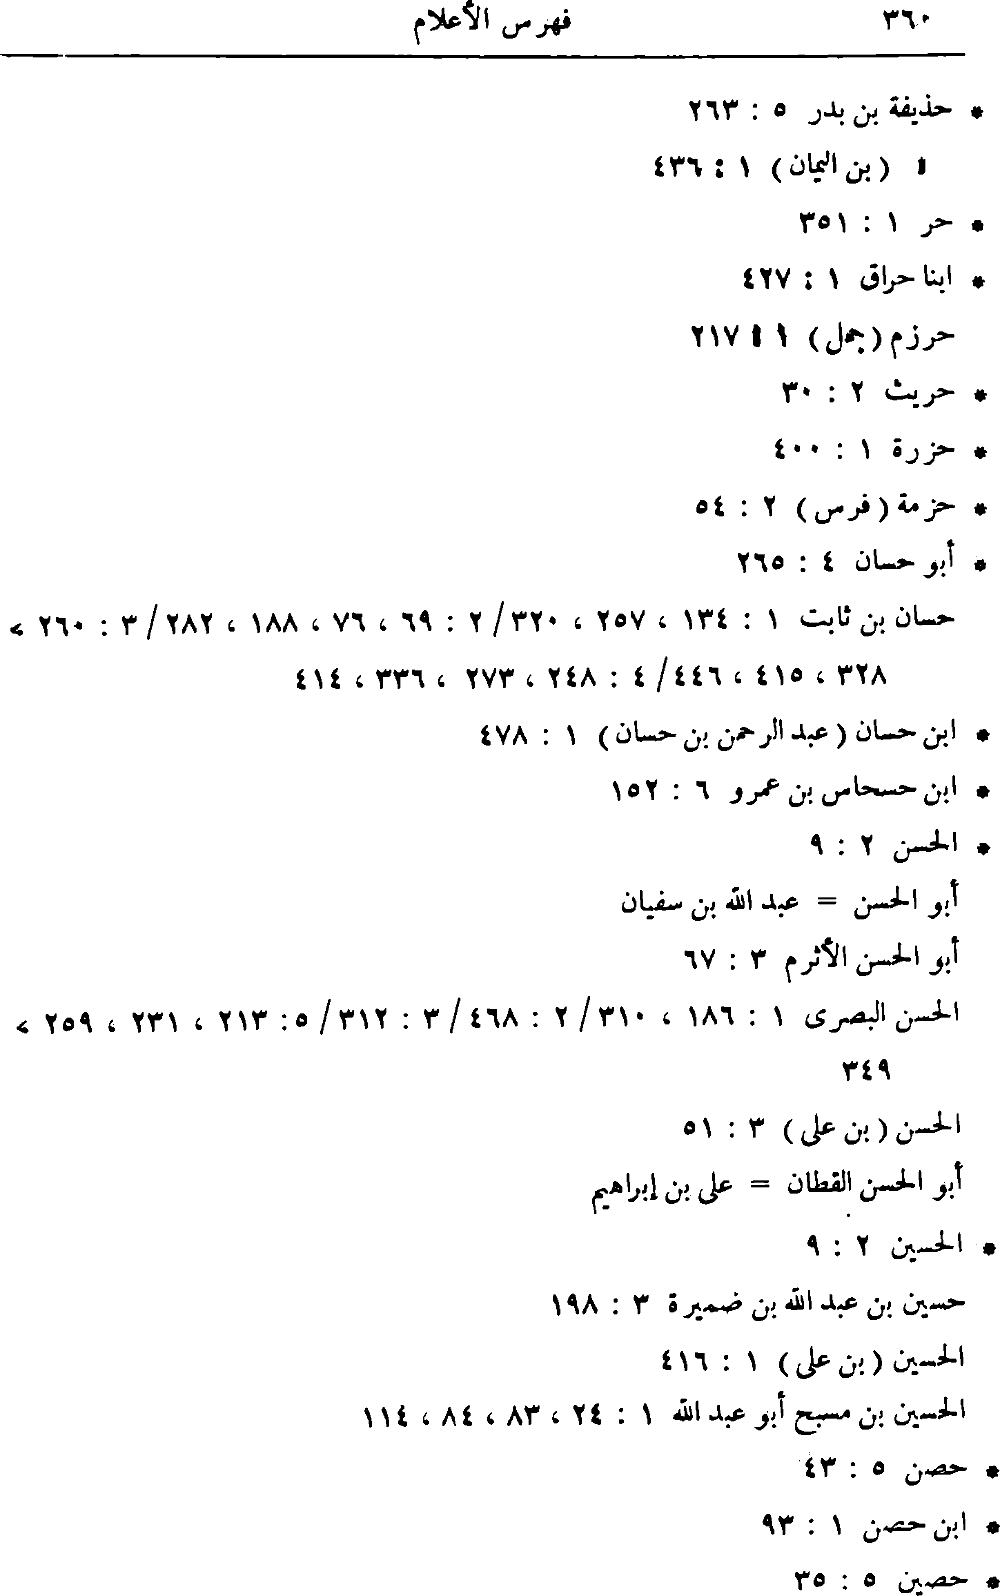 ٣٦٠ فهرس الأعلام
* حذيفة بن بدر ٥ : ٢٦٣
« (بن اليمان) ١ : ٤٣٦
* حر ١ : ٣٥١
* ابنا حراق ١ : ٤٢٧
حرزم (جمل) ١ : ٢١٧
* حريث ٢ : ٣٠
* حزرة ١ : ٤٠٠
* حزمة (فرس) ٢ : ٥٤
* أبو حسان ٤ : ٢٦٥
حسان بن ثابت ١ : ١٣٤ ، ٢٥٧ ، ٣٢٠ / ٢ : ٦٩ ، ٧٦ ، ١٨٨ ، ٢٨٢ / ٣ : ٢٦٠ >
٣٢٨ ، ٤١٥ ، ٤٤٦ / ٤ : ٢٤٨ ، ٢٧٣ ، ٣٣٦ ، ٤١٤
* ابن حسان (عبد الرحمن بن حسان) ١ : ٤٧٨
* ابن حسحاس بن عمرو ٦ : ١٥٢
* الحسن ٢ : ٩
أبو الحسن = عبد الله بن سفيان
أبو الحسن الأثرم ٣ : ٦٧
الحسن البصرى ١ : ١٨٦ ، ٣١٠ / ٢ : ٤٦٨ / ٣ : ٣١٢ / ٥ : ٢١٣ ، ٢٣١ ، ٢٥٩ >
٣٤٩
الحسن (بن على) ٣ : ٥١
أبو الحسن القطان = على بن إبراهيم
* الحسين ٢ : ٩
حسين بن عبد الله بن ضميرة ٣ : ١٩٨
الحسين (بن على) ١ : ٤١٦
الحسين بن مسبح أبو عبد الله ١ : ٢٤ ، ٨٣ ، ٨٤ ، ١١٤
* حصن ٥ : ٤٣
* ابن حصن ١ : ٩٣
* حصين ٥ : ٣٥